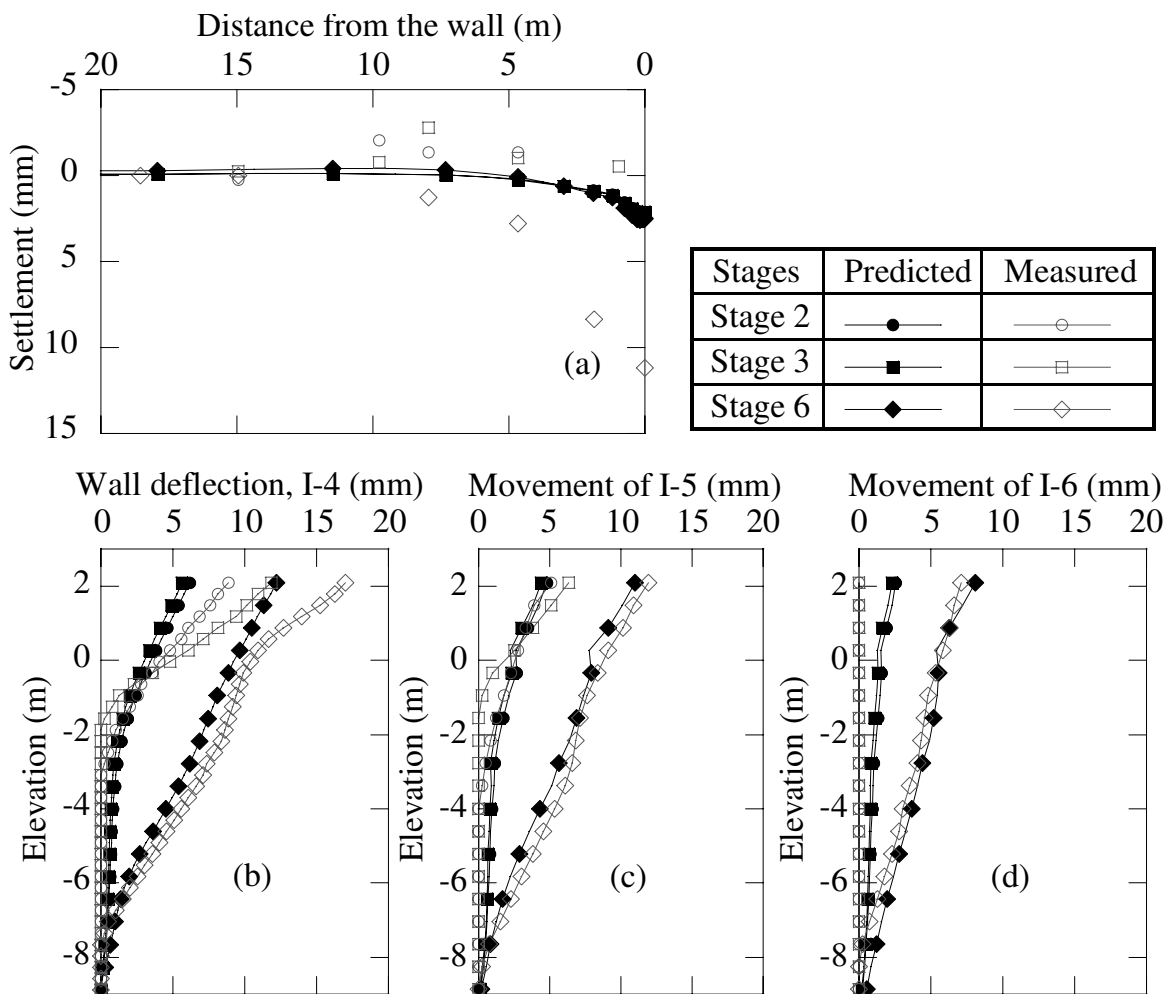 Distance from the wall (m)
20 15 10 5 0
-5
0
5
10
15
Settlement (mm)
(a)
Stages Predicted Measured
Stage 2
Stage 3
Stage 6
Wall deflection, I-4 (mm)
0 5 10 15 20
2
0
-2
-4
-6
-8
Elevation (m)
(b)
Movement of I-5 (mm)
0 5 10 15 20
2
0
-2
-4
-6
-8
Elevation (m)
(c)
Movement of I-6 (mm)
0 5 10 15 20
2
0
-2
-4
-6
-8
Elevation (m)
(d)